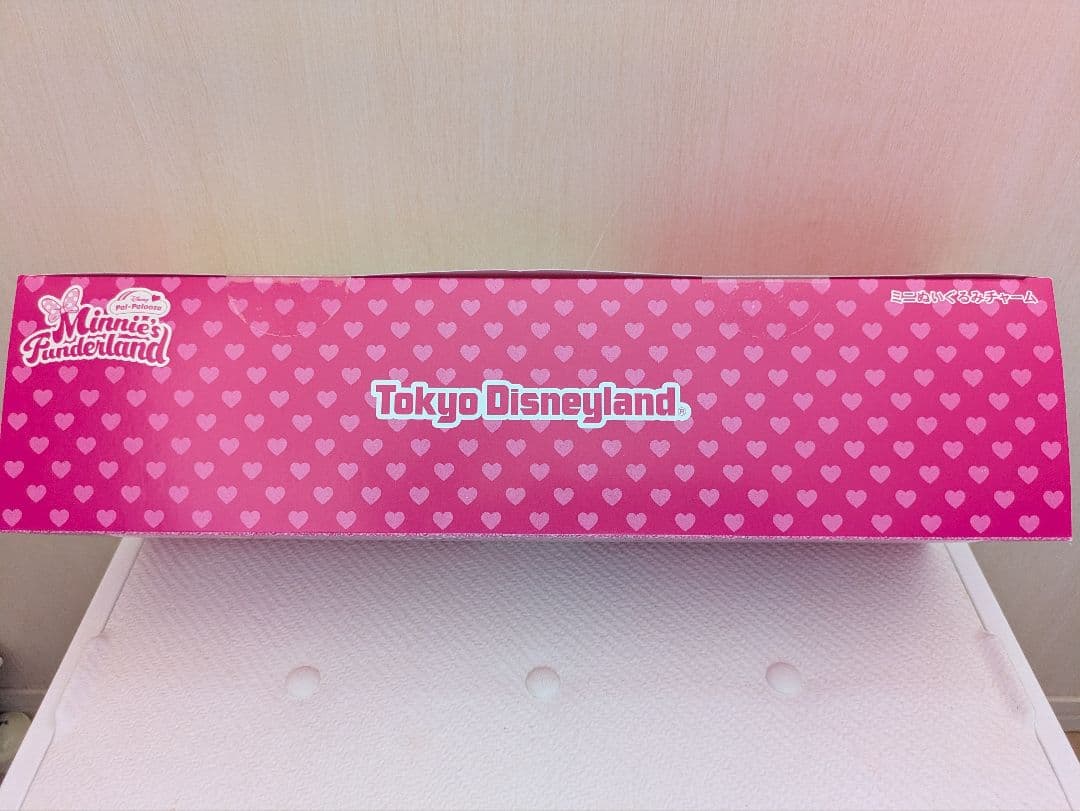 Disney
Pal-Palooza
Minnie's
Funderland
Tokyo Disneyland®
ミニぬいぐるみチャーム